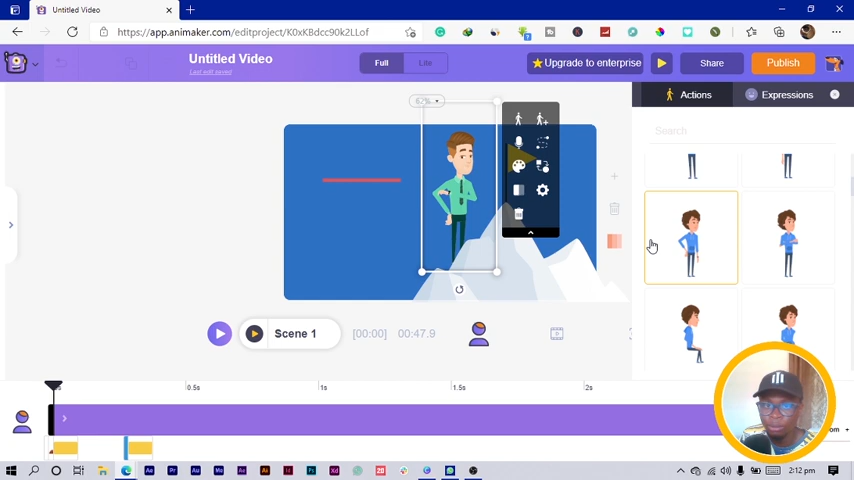 Untitled Video
https://app.animaker.com/editproject/K0xKBdcc90k2LLof
Untitled Video
Last edit saved
Full
Lite
Upgrade to enterprise
Share
Publish
Actions
Expressions
Search
62%
Scene 1
[00:00]
00:47.9
0.5s
1s
1.5s
2s
2:12 pm